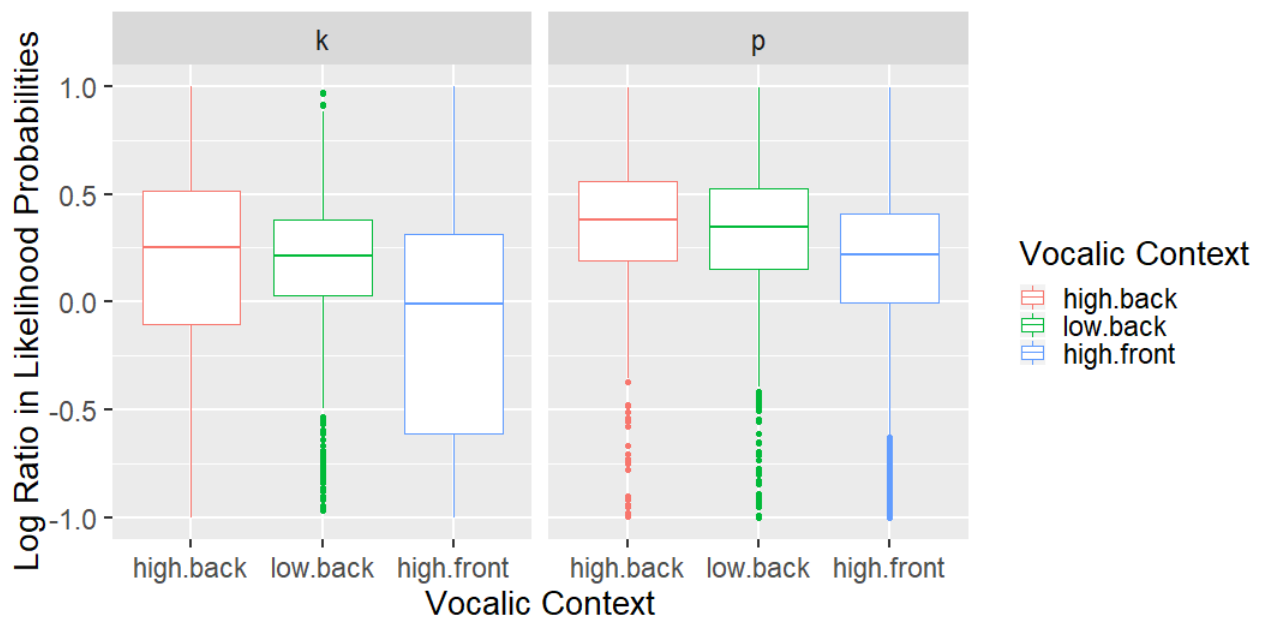 k
p
Log Ratio in Likelihood Probabilities
1.0
0.5
0.0
-0.5
-1.0
high.back low.back high.front
high.back low.back high.front
Vocalic Context
Vocalic Context
high.back
low.back
high.front